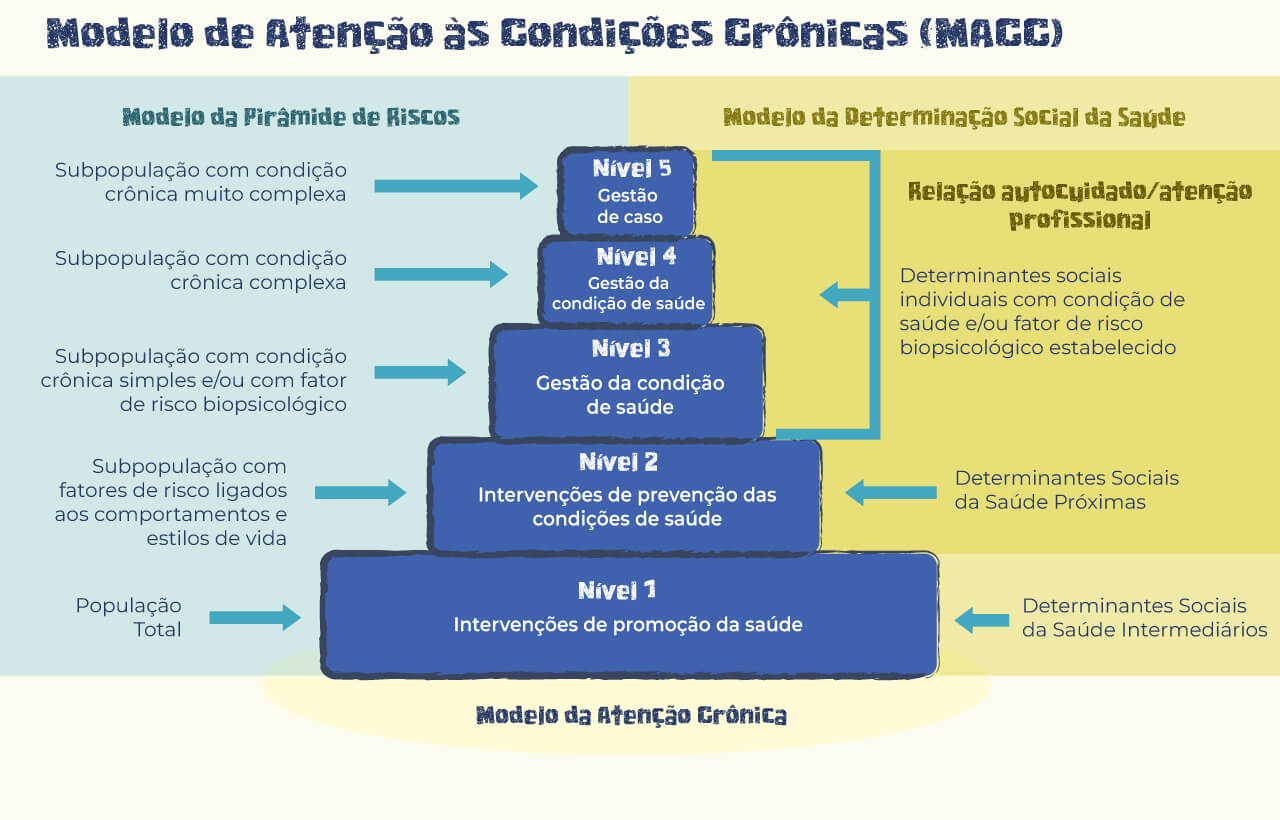 Modelo de Atenção às Condições Crônicas (MACC)
Modelo da Pirâmide de Riscos
Modelo da Determinação Social da Saúde
Subpopulação com condição
crônica muito complexa
Nível 5
Gestão
de caso
Relação autocuidado/atenção
profissional
Subpopulação com condição
crônica complexa
Nível 4
Gestão da
condição de saúde
Determinantes sociais
individuais com condição de
saúde e/ou fator de risco
biopsicológico estabelecido
Subpopulação com condição
crônica simples e/ou com fator
de risco biopsicológico
Nível 3
Gestão da condição
de saúde
Subpopulação com
fatores de risco ligados
aos comportamentos e
estilos de vida
Nível 2
Intervenções de prevenção das
condições de saúde
Determinantes Sociais
da Saúde Próximas
População
Total
Nível 1
Intervenções de promoção da saúde
Determinantes Sociais
da Saúde Intermediários
Modelo da Atenção Crônica